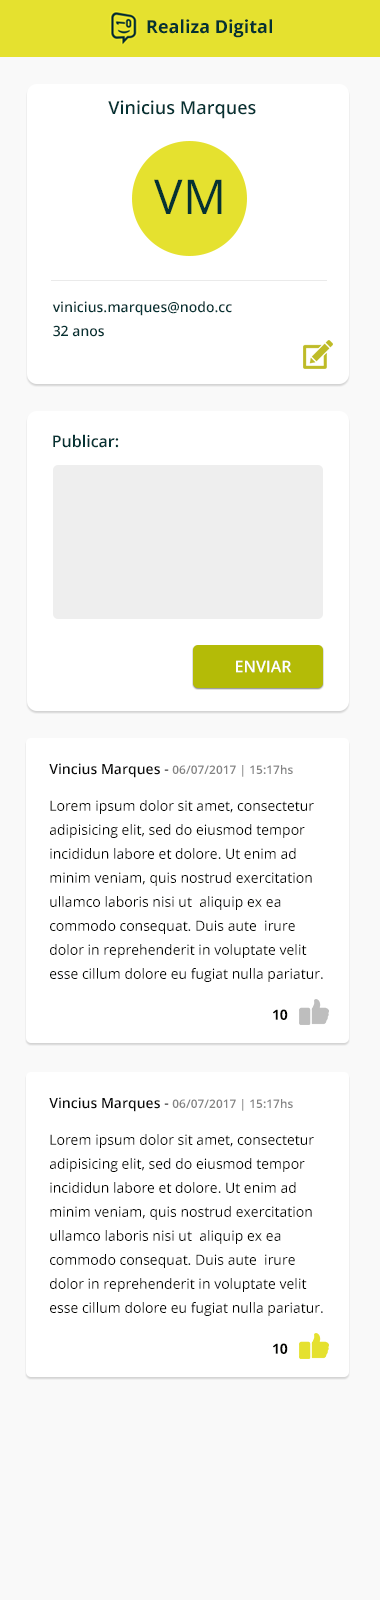 Realiza Digital
Vinicius Marques
VM
vinicius.marques@nodo.cc
32 anos
Publicar:
ENVIAR
Vincius Marques - 06/07/2017 | 15:17hs
Lorem ipsum dolor sit amet, consectetur
adipisicing elit, sed do eiusmod tempor
incididun labore et dolore. Ut enim ad
minim veniam, quis nostrud exercitation
ullamco laboris nisi ut  aliquip ex ea
commodo consequat. Duis aute  irure
dolor in reprehenderit in voluptate velit
esse cillum dolore eu fugiat nulla pariatur.
10
Vincius Marques - 06/07/2017 | 15:17hs
Lorem ipsum dolor sit amet, consectetur
adipisicing elit, sed do eiusmod tempor
incididun labore et dolore. Ut enim ad
minim veniam, quis nostrud exercitation
ullamco laboris nisi ut  aliquip ex ea
commodo consequat. Duis aute  irure
dolor in reprehenderit in voluptate velit
esse cillum dolore eu fugiat nulla pariatur.
10